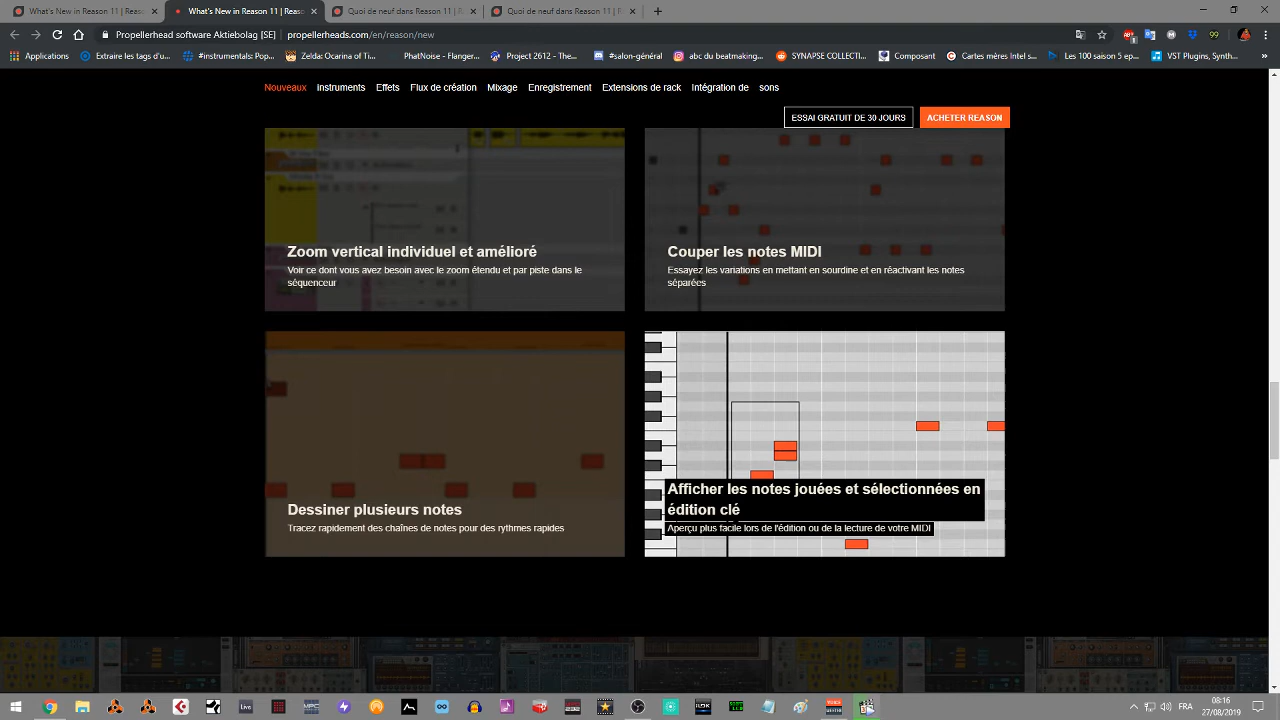 What's New in Reason 11 | Reaso
What's New in Reason 11 | Reaso
Quoi de neuf dans Reason 11 | R
Quoi de neuf dans Reason 11 | R
Propellerhead software Aktiebolag [SE] | propellerheads.com/en/reason/new
Applications
Extraire les tags d'u...
#instrumentals: Pop...
Zelda: Ocarina of Ti...
PhatNoise - Franger...
Project 2612 - The...
#salon-général
abc du beatmaking...
SYNAPSE COLLECTI...
Composant
Cartes mères Intel s...
Les 100 saison 5 ep...
VST Plugins, Synth...
Nouveaux
Instruments
Effets
Flux de création
Mixage
Enregistrement
Extensions de rack
Intégration de
sons
ESSAI GRATUIT DE 30 JOURS
ACHETER REASON
Zoom vertical individuel et amélioré
Voir ce dont vous avez besoin avec le zoom étendu et par piste dans le
séquenceur
Couper les notes MIDI
Essayez les variations en mettant en sourdine et en réactivant les notes
séparées
Dessiner plusieurs notes
Tracez rapidement des chaînes de notes pour des rythmes rapides
Afficher les notes jouées et sélectionnées en
édition clé
Aperçu plus facile lors de l'édition ou de la lecture de votre MIDI
Live
MPC
FRA
08:16
27/08/2019